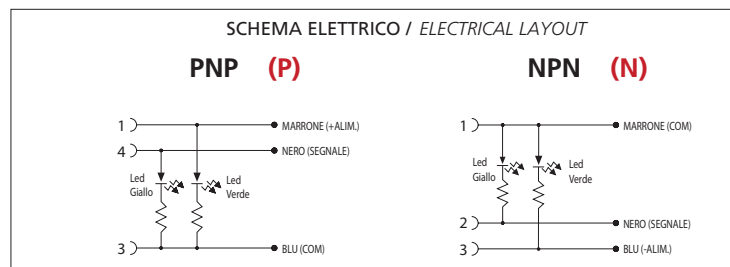 SCHEMA ELETTRICO / ELECTRICAL LAYOUT
PNP (P)
1 MARRONE (+ALIM.)
4 NERO (SEGNALE)
Led Giallo
Led Verde
3 BLU (COM)
NPN (N)
1 MARRONE (COM)
Led Giallo
Led Verde
2 NERO (SEGNALE)
3 BLU (-ALIM.)